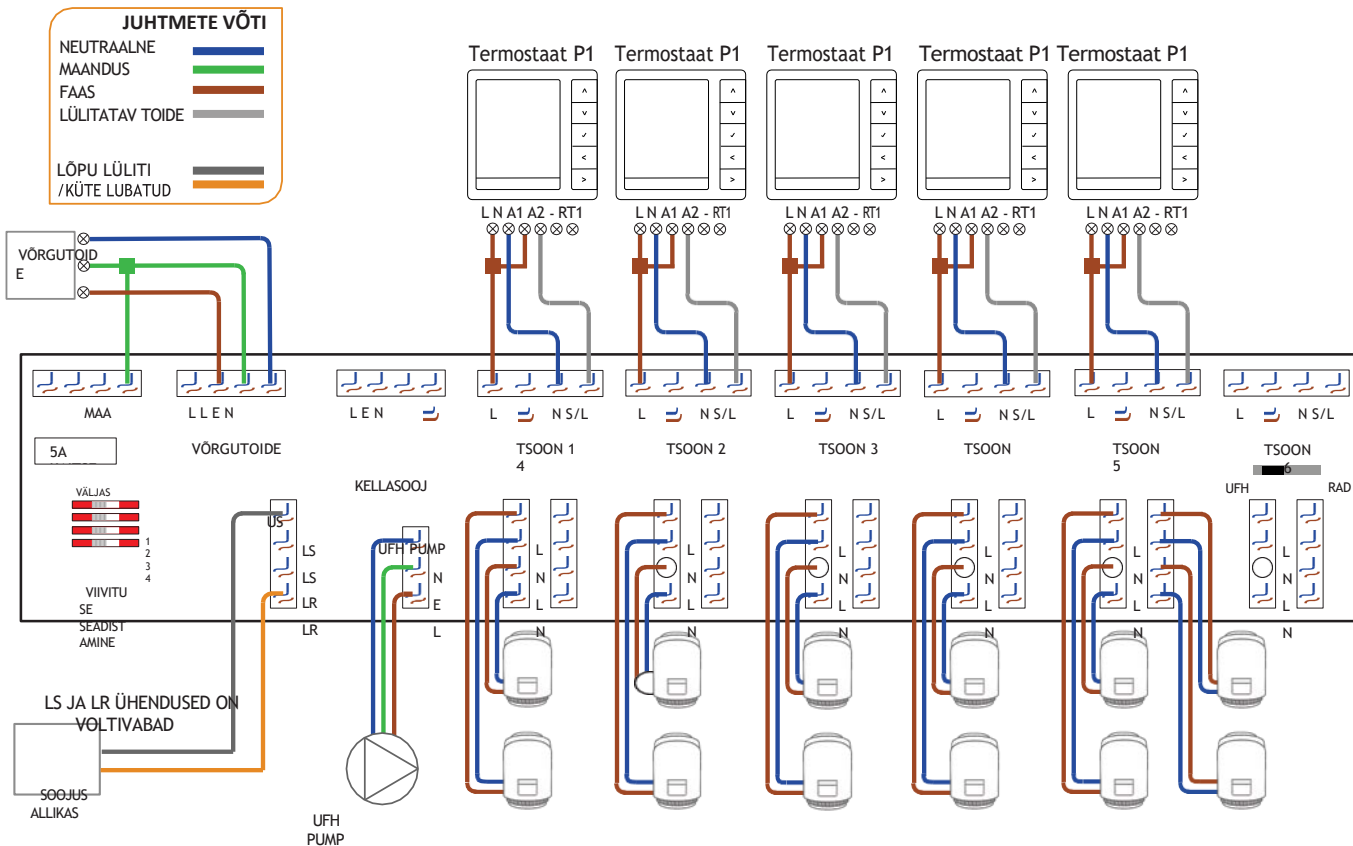 JUHTMETE VÕTI
NEUTRAALNE
MAANDUS
FAAS
LÜLITATAV TOIDE
LÕPU LÜLITI
/KÜTE LUBATUD
Termostaat P1
Termostaat P1
Termostaat P1
Termostaat P1
Termostaat P1
L N A1 A2 - RT1
L N A1 A2 - RT1
L N A1 A2 - RT1
L N A1 A2 - RT1
L N A1 A2 - RT1
VÕRGUTOID
E
MAA
L L E N
L E N
L N S/L
L N S/L
L N S/L
L N S/L
L N S/L
L N S/L
5A
VÕRGUTOIDE
TSOON 1
4
TSOON 2
TSOON 3
TSOON
TSOON
5
TSOON
6
UFH
RAD
VÄLJAS
1
2
3
4
VIIVITU
SE
SEADIST
AMINE
KELLASOOJ
US
LS
LS
LR
LR
UFH PUMP
N
E
L
L
N
L
N
L
N
L
N
L
N
L
N
L
N
L
N
L
N
L
N
L
N
L
N
LS JA LR ÜHENDUSED ON
VOLTIVABAD
SOOJUS
ALLIKAS
UFH
PUMP